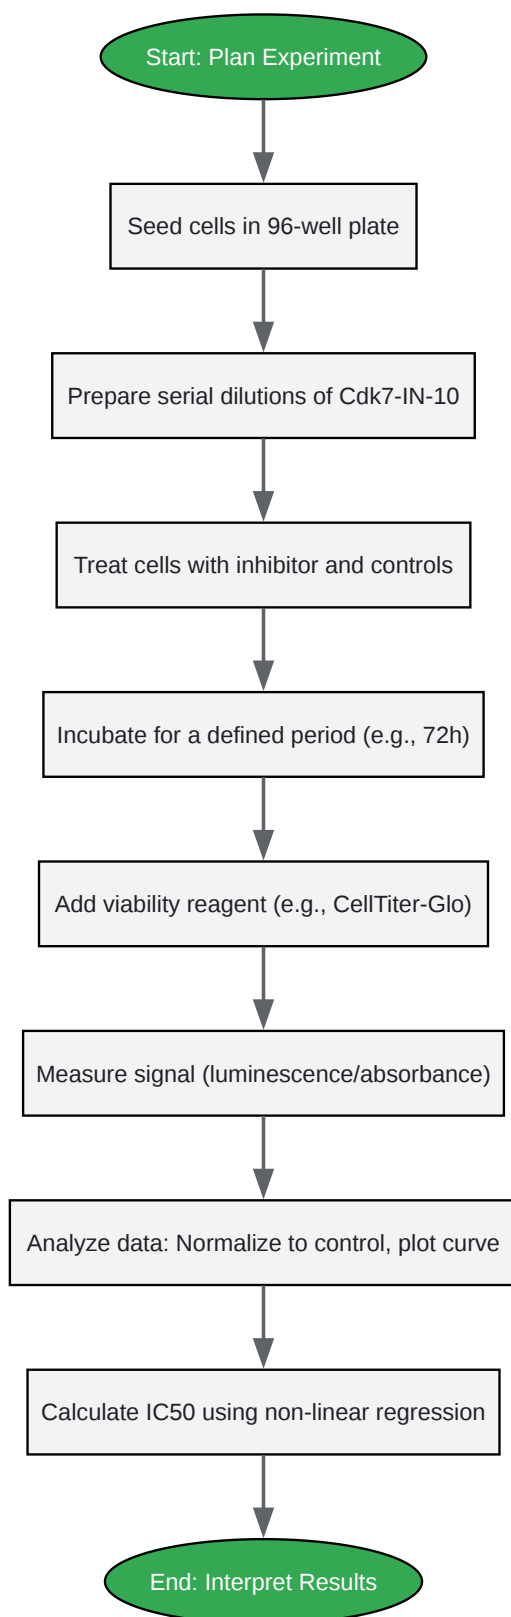 Start: Plan Experiment
Seed cells in 96-well plate
Prepare serial dilutions of Cdk7-IN-10
Treat cells with inhibitor and controls
Incubate for a defined period (e.g., 72h)
Add viability reagent (e.g., CellTiter-Glo)
Measure signal (luminescence/absorbance)
Analyze data: Normalize to control, plot curve
Calculate IC50 using non-linear regression
End: Interpret Results